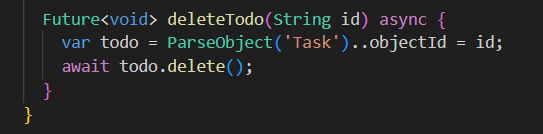 Future<void> deleteTodo(String id) async {
var todo = ParseObject('Task')..objectId = id;
await todo.delete();
}
}